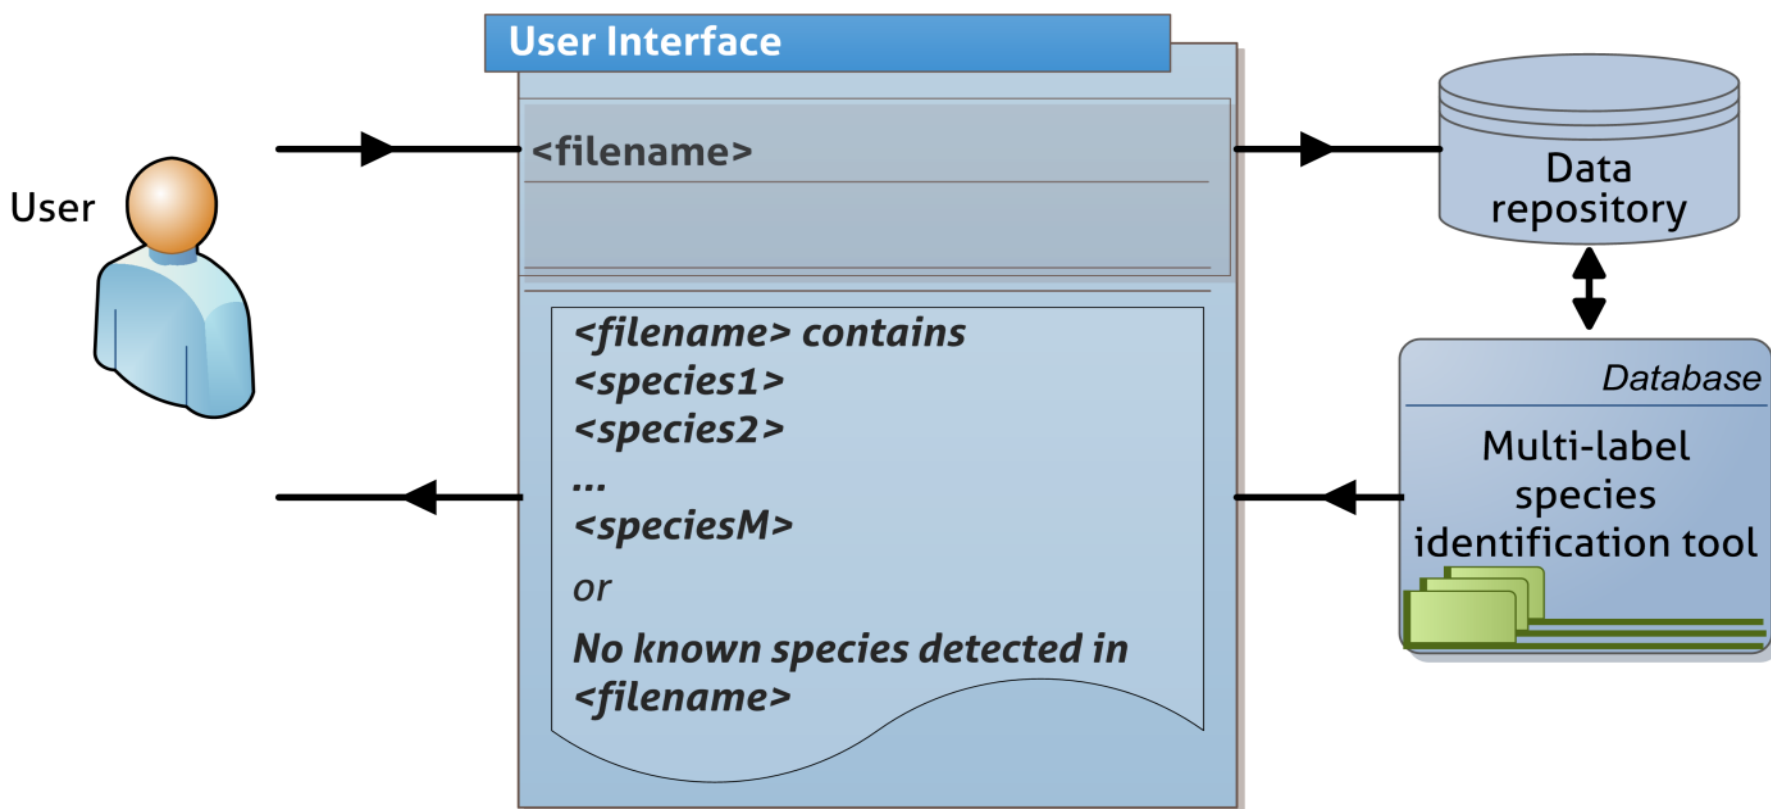 User Interface
<filename>
User
Data
repository
<filename> contains
<species1>
<species2>
...
<speciesM>
or
No known species detected in
<filename>
Database
Multi-label
species
identification tool